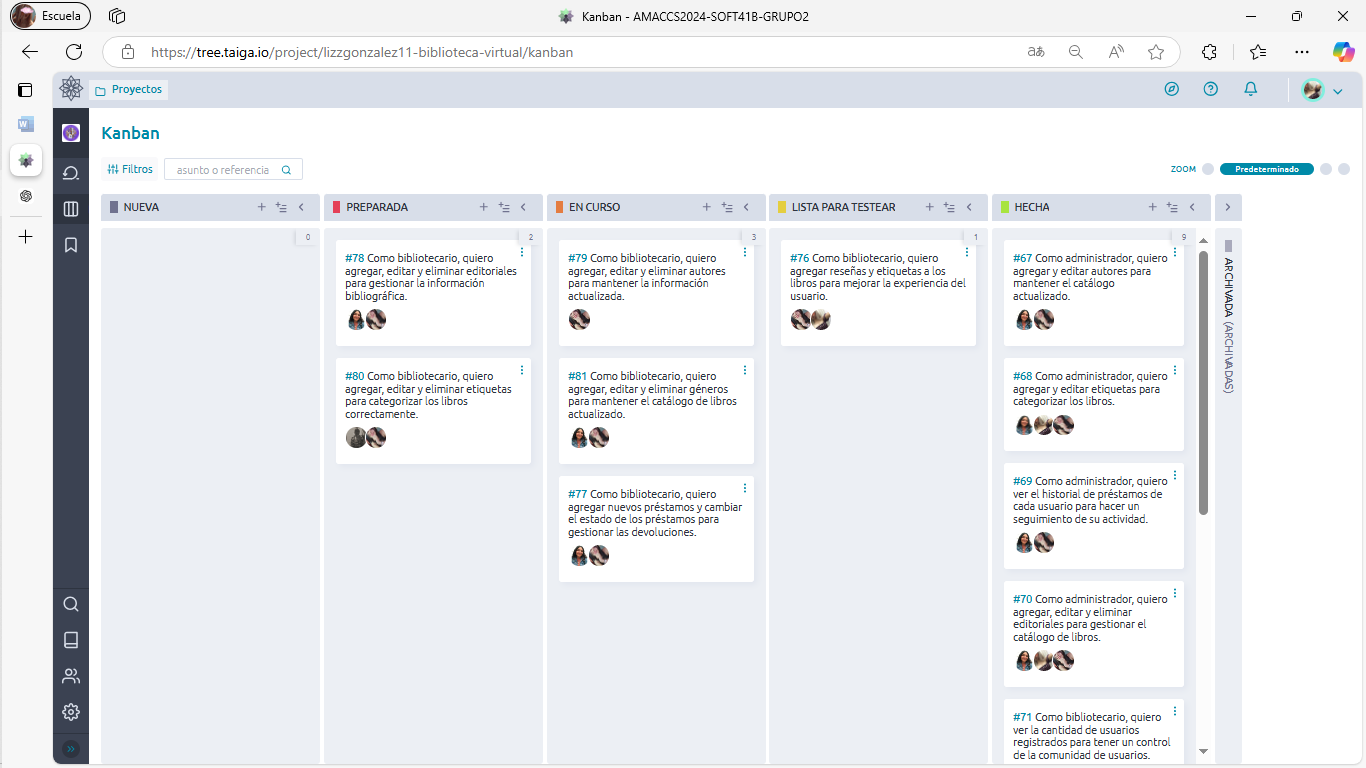 Escuela
Kanban - AMACCS2024-SOFT41B-GRUPO2
https://tree.taiga.io/project/lizzgonzalez11-biblioteca-virtual/kanban
Proyectos
Kanban
Filtros
asunto o referencia
ZOOM
Predeterminado
NUEVA
0
PREPARADA
2
#78 Como bibliotecario, quiero
agregar, editar y eliminar editoriales
para gestionar la información
bibliográfica.
#80 Como bibliotecario, quiero
agregar, editar y eliminar etiquetas
para categorizar los libros
correctamente.
EN CURSO
3
#79 Como bibliotecario, quiero
agregar, editar y eliminar autores
para mantener la información
actualizada.
#81 Como bibliotecario, quiero
agregar, editar y eliminar géneros
para mantener el catálogo de libros
actualizado.
#77 Como bibliotecario, quiero
agregar nuevos préstamos y cambiar
el estado de los préstamos para
gestionar las devoluciones.
LISTA PARA TESTEAR
1
#76 Como bibliotecario, quiero
agregar reseñas y etiquetas a los
libros para mejorar la experiencia del
usuario.
HECHA
9
#67 Como administrador, quiero
agregar y editar autores para
mantener el catálogo
actualizado.
#68 Como administrador, quiero
agregar y editar etiquetas para
categorizar los libros.
#69 Como administrador, quiero
ver el historial de préstamos de
cada usuario para hacer un
seguimiento de su actividad.
#70 Como administrador, quiero
agregar, editar y eliminar
editoriales para gestionar el
catálogo de libros.
#71 Como bibliotecario, quiero
ver la cantidad de usuarios
registrados para tener un control
de la comunidad de usuarios.
ARCHIVADA (ARCHIVADAS)